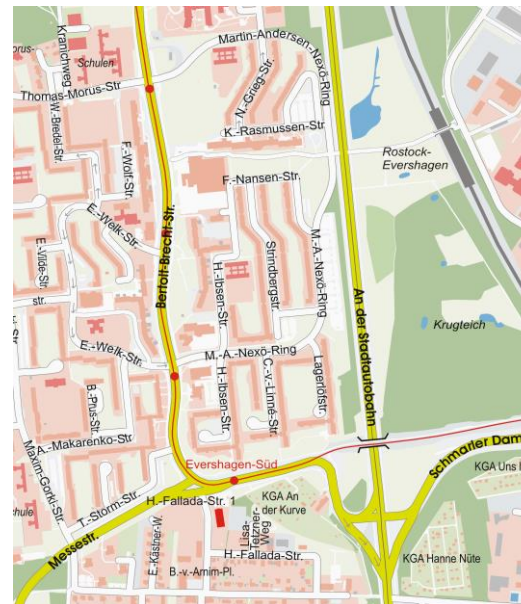 Kranichweg
Morus-
Schulen
Martin-Andersen-Nexö-Ring
Thomas-Morus-Str
N.-Grieg-Str.
W.-Bredel-Str.
K.-Rasmussen-Str
F.-Wolf-Str.
Rostock-
Evershagen
F.-Nansen-Str.
E.-Welk-Str.
Bertolt-Brecht-Str.
Strindbergstr.
M.-A.-Nexö-Ring
H.-Ibsen-Str.
E.-Vilde-Str.
str.
An der Stadtautobahn
Krugteich
E.-Welk-Str.
M.-A.-Nexö-Ring
H.-Ibsen-Str.
C.-v.-Linné-Str.
Lagerlöfstr.
B.-Prus-Str.
A.-Makarenko-Str
Maxim-Gorki-Str.
Evershagen-Süd
Schmarler Dam
KGA Uns
T.-Storm-Str.
H.-Fallada-Str. 1
KGA An
der Kurve
hule
Messestr.
E.-Kästner-W.
Lisa-
Tetzner-
Weg
H.-Fallada-Str.
B.-v.-Arnim-Pl.
KGA Hanne Nüte